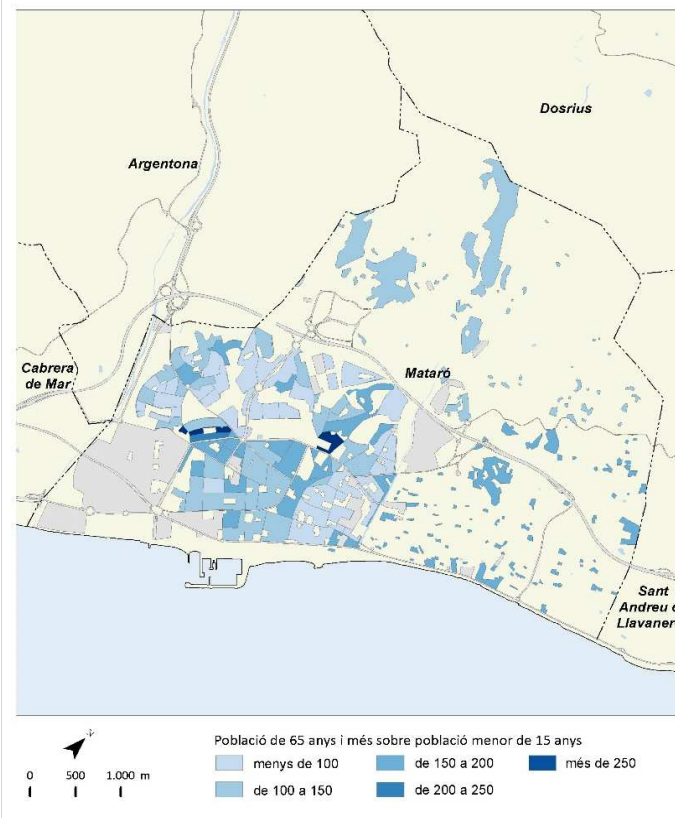 Dosrius
Argentona
Cabrera
de Mar
Mataró
Sant
Andreu
Llavaner
Població de 65 anys i més sobre població menor de 15 anys
menys de 100
de 150 a 200
més de 250
de 100 a 150
de 200 a 250
0 500 1.000 m